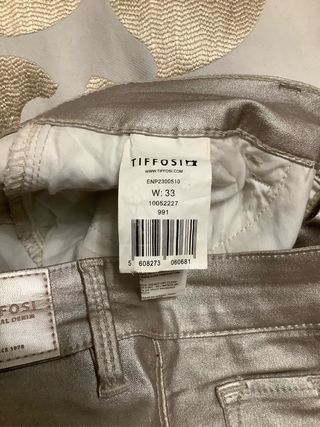 TIFFOSI
WWW.TIFFOSI.COM
ENP2300510
W: 33
10052227
991
5 608273 060681
FFOSI
AL DENIM
CE 1978